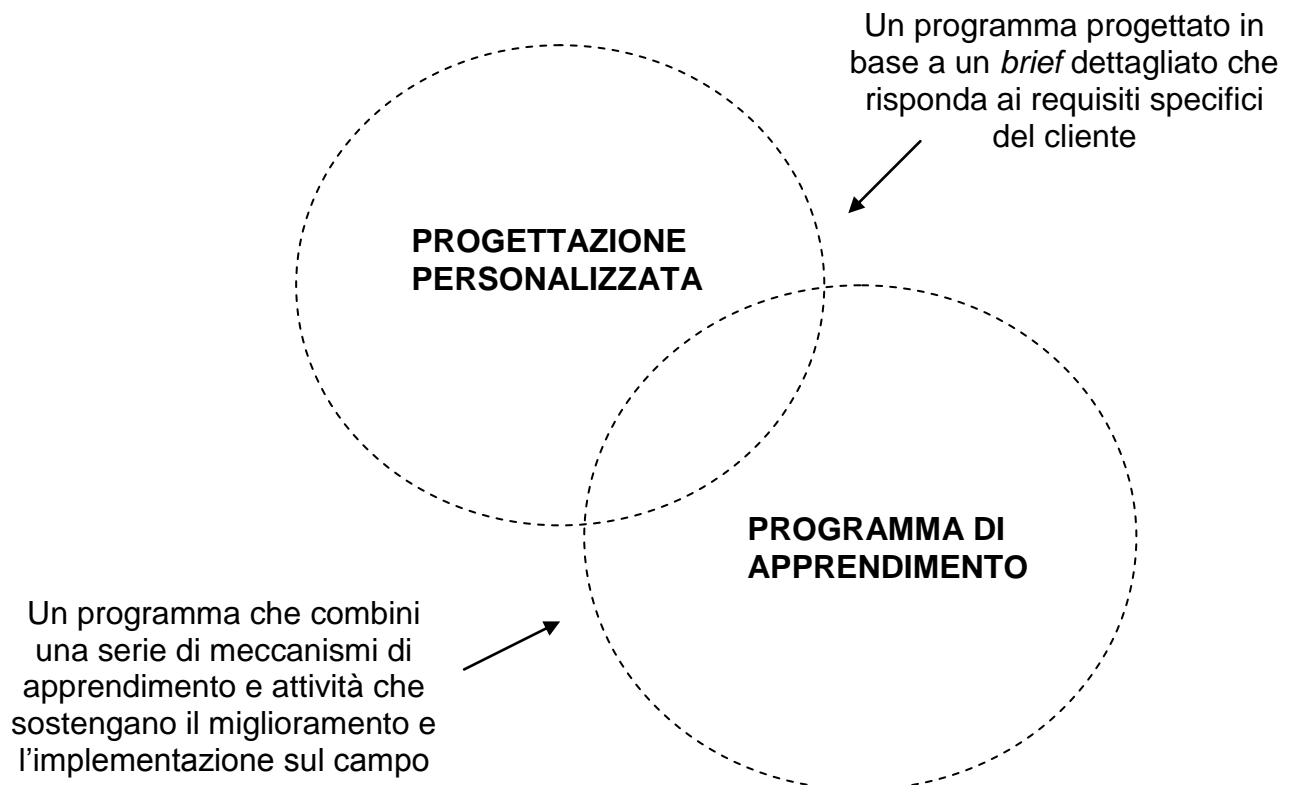 Un programma progettato in
base a un brief dettagliato che
risponda ai requisiti specifici
del cliente
PROGETTAZIONE
PERSONALIZZATA
PROGRAMMA DI
APPRENDIMENTO
Un programma che combini
una serie di meccanismi di
apprendimento e attività che
sostengano il miglioramento e
l’implementazione sul campo